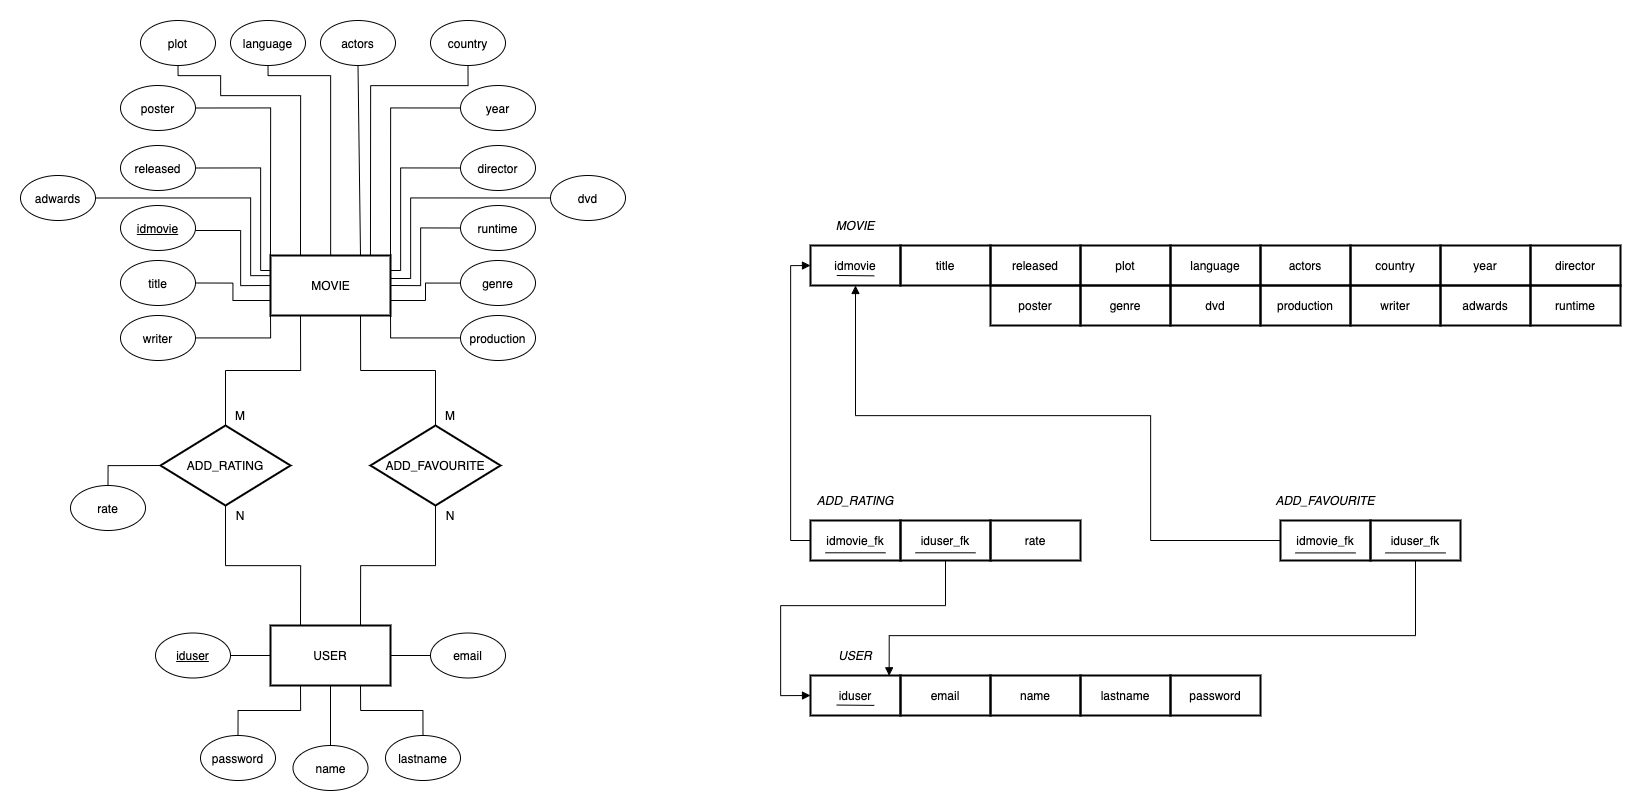 plot
language
actors
country
poster
year
released
director
adwards
dvd
idmovie
runtime
title
MOVIE
genre
writer
production
M
M
ADD_RATING
ADD_FAVOURITE
rate
N
N
iduser
USER
email
password
name
lastname
MOVIE
idmovie title released plot language actors country year director
poster genre dvd production writer adwards runtime
ADD_RATING
idmovie_fk iduser_fk rate
ADD_FAVOURITE
idmovie_fk iduser_fk
USER
iduser email name lastname password